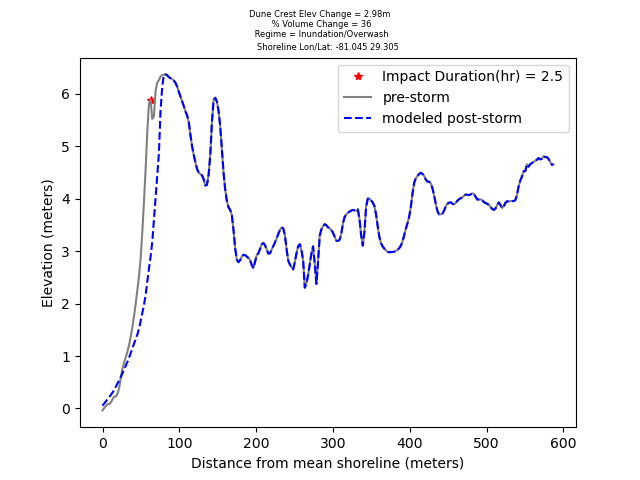 Dune Crest Elev Change = 2.98m
% Volume Change = 36
Regime = Inundation/Overwash
Shoreline Lon/Lat: -81.045 29.305
Impact Duration(hr) = 2.5
pre-storm
modeled post-storm
Elevation (meters)
6
5
4
3
2
1
0
0 100 200 300 400 500 600
Distance from mean shoreline (meters)